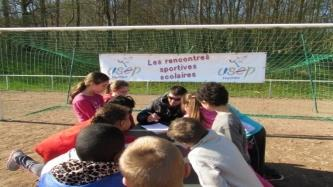 Les rencontres
sportives
scolaires
usep
usep